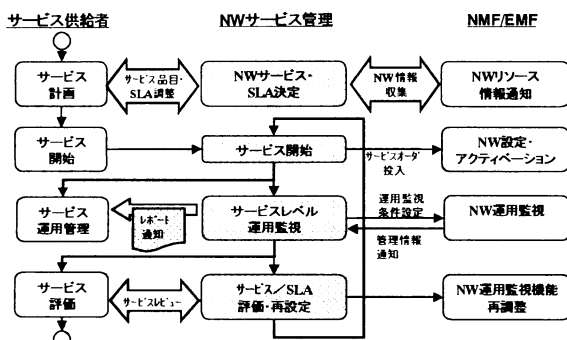 サービス供給者
NWサービス管理
NMF/EMF
サービス
計画
サービス品目・
SLA調整
NWサービス・
SLA決定
NW情報
収集
NWリソース
情報通知
サービス
開始
サービス開始
サービスオーダ
投入
NW設定・
アクティベーション
サービス
運用管理
レポート
通知
サービスレベル
運用監視
運用監視
条件設定
管理情報
通知
NW運用監視
サービス
評価
サービスレビュー
サービス/SLA
評価・再設定
NW運用監視機能
再調整